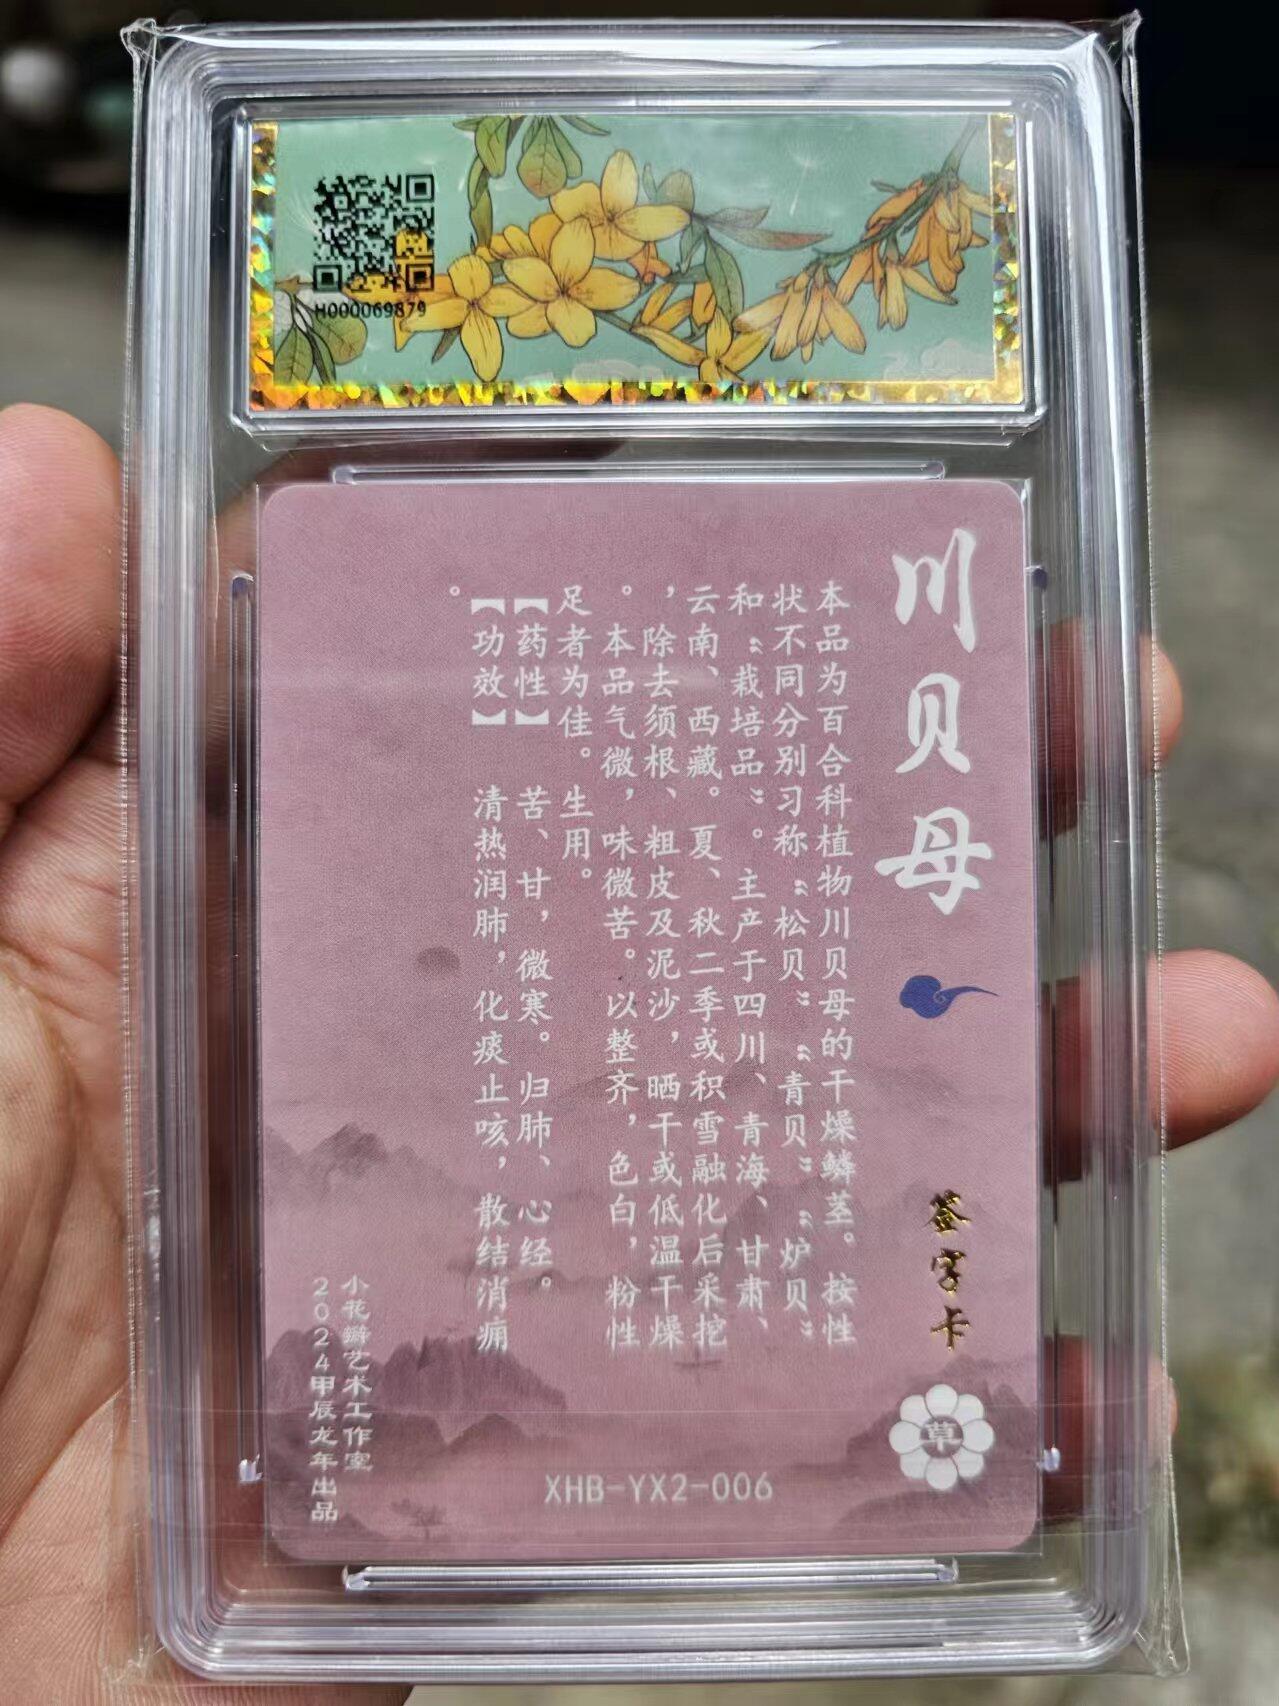 H000069879
川贝母
签字卡
草
本品为百合科植物川贝母的干燥鳞茎。按性
状不同分别习称“松贝”“青贝”“炉贝”
和“栽培品”。主产于四川、青海、甘肃、
云南、西藏。夏、秋二季或积雪融化后采挖
，除去须根、粗皮及泥沙，晒干或低温干燥
。本品气微，味微苦。以整齐，色白，粉性
足者为佳。生用。
【药性】 苦、甘，微寒。归肺、心经。
【功效】 清热润肺，化痰止咳，散结消痈
。
小花瓣艺术工作室
2024甲辰龙年出品
XHB-YX2-006